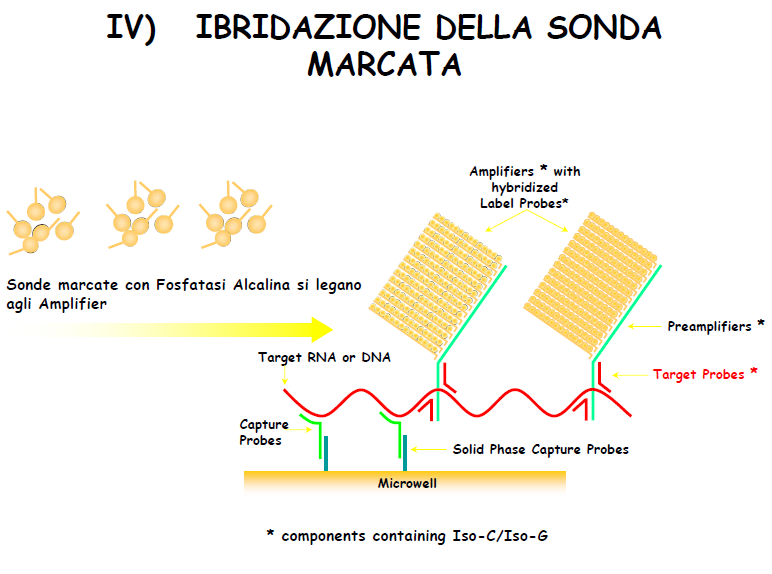 IV) IBRIDAZIONE DELLA SONDA
MARCATA
Amplifiers * with
hybridized
Label Probes*
Sonde marcate con Fosfatasi Alcalina si legano
agli Amplifier
Preamplifiers *
Target RNA or DNA
Target Probes *
Capture
Probes
Solid Phase Capture Probes
Microwell
* components containing Iso-C/Iso-G